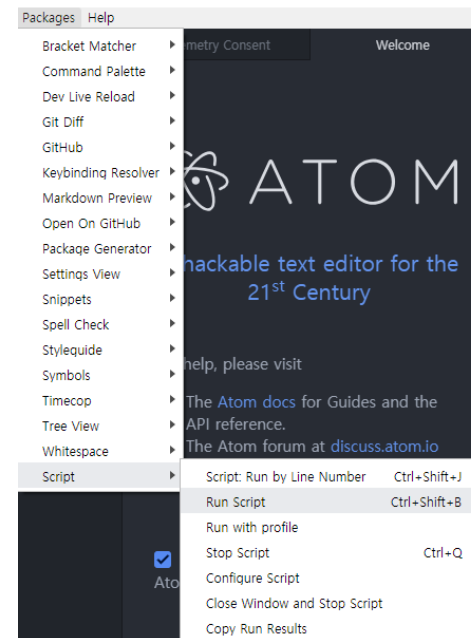 Packages Help
Bracket Matcher
Command Palette
Dev Live Reload
Git Diff
GitHub
Keybinding Resolver
Markdown Preview
Open On GitHub
Package Generator
Settings View
Snippets
Spell Check
Styleguide
Symbols
Timecop
Tree View
Whitespace
Script
Script: Run by Line Number Ctrl+Shift+J
Run Script Ctrl+Shift+B
Run with profile
Stop Script Ctrl+Q
Configure Script
Close Window and Stop Script
Copy Run Results
Consent Welcome
ATOM
hackable text editor for the
21st Century
help, please visit
The Atom docs for Guides and the
API reference.
The Atom forum at discuss.atom.io
Ato